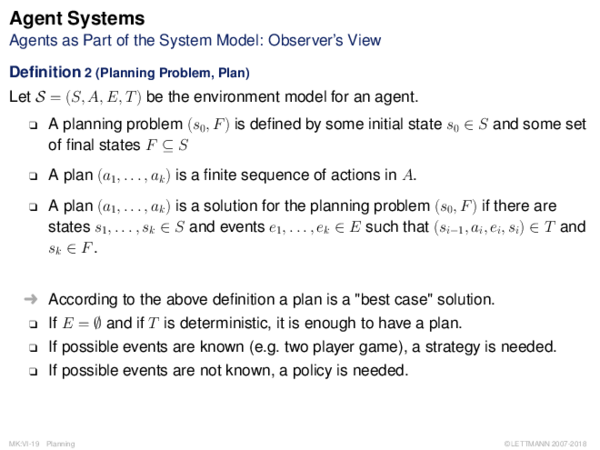 Agent Systems
Agents as Part of the System Model: Observer's View
Definition 2 (Planning Problem, Plan)
Let 𝒮 = (S, A, E, T) be the environment model for an agent.
❑ A planning problem (s₀, F) is defined by some initial state s₀ ∈ S and some set
of final states F ⊆ S
❑ A plan (a₁, . . . , aₖ) is a finite sequence of actions in A.
❑ A plan (a₁, . . . , aₖ) is a solution for the planning problem (s₀, F) if there are
states s₁, . . . , sₖ ∈ S and events e₁, . . . , eₖ ∈ E such that (sᵢ₋₁, aᵢ, eᵢ, sᵢ) ∈ T and
sₖ ∈ F.
➜ According to the above definition a plan is a "best case" solution.
❑ If E = ∅ and if T is deterministic, it is enough to have a plan.
❑ If possible events are known (e.g. two player game), a strategy is needed.
❑ If possible events are not known, a policy is needed.
MK:VI-19 Planning ©LETTMANN 2007-2018